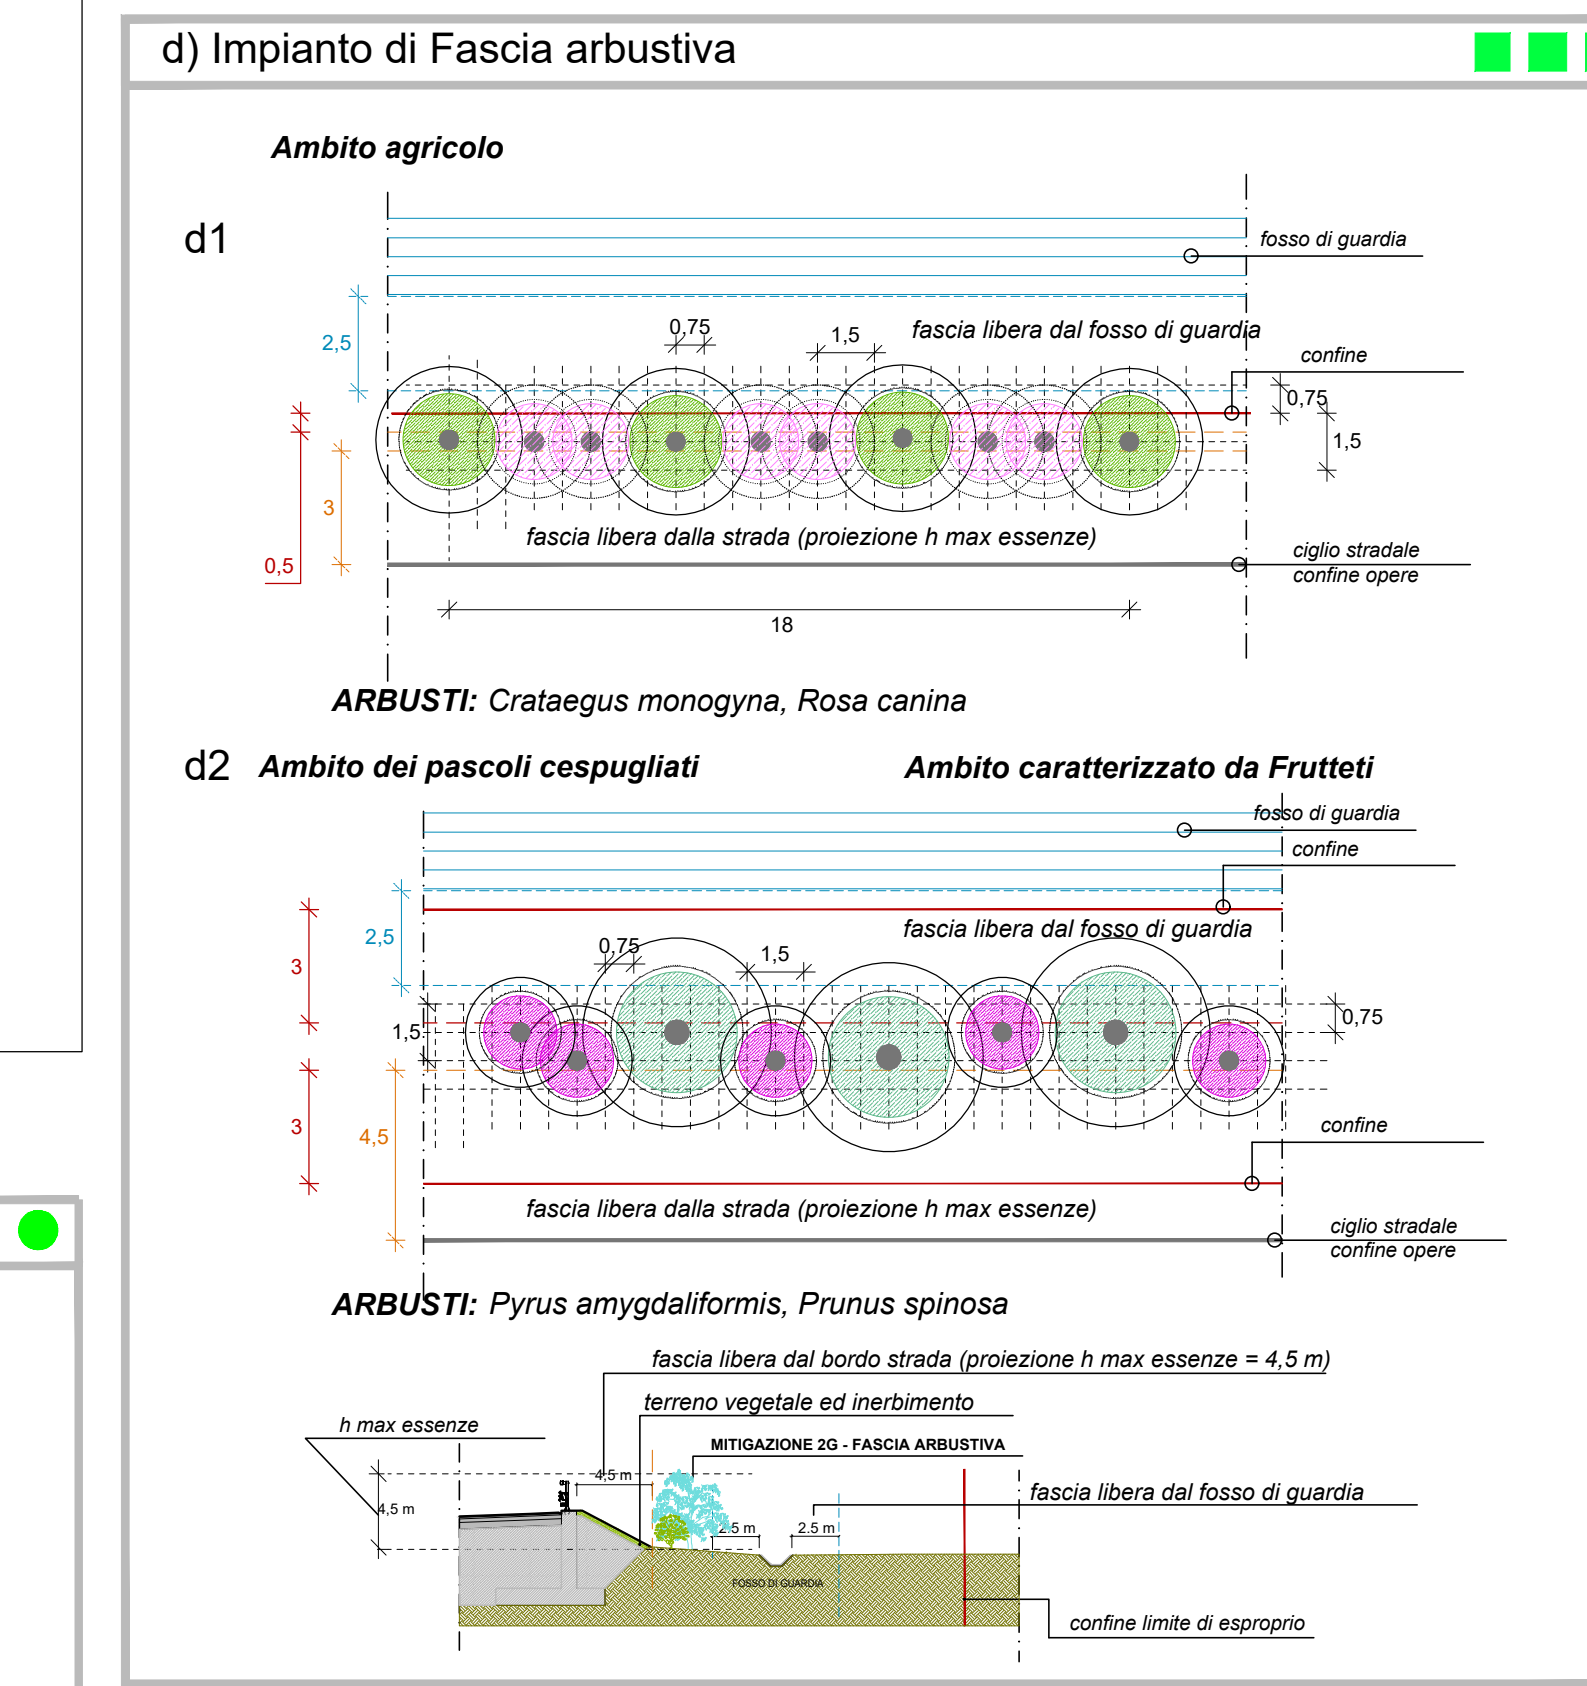 d) Impianto di Fascia arbustiva
Ambito agricolo
d1
fosso di guardia
2,5
0,75
1,5
fascia libera dal fosso di guardia
confine
0,75
1,5
3
0,5
fascia libera dalla strada (proiezione h max essenze)
ciglio stradale
confine opere
18
ARBUSTI: Crataegus monogyna, Rosa canina
d2
Ambito dei pascoli cespugliati
Ambito caratterizzato da Frutteti
fosso di guardia
confine
fascia libera dal fosso di guardia
2,5
3
0,75
1,5
1,5
0,75
3
4,5
confine
fascia libera dalla strada (proiezione h max essenze)
ciglio stradale
confine opere
ARBUSTI: Pyrus amygdaliformis, Prunus spinosa
fascia libera dal bordo strada (proiezione h max essenze = 4,5 m)
terreno vegetale ed inerbimento
h max essenze
MITIGAZIONE 2G - FASCIA ARBUSTIVA
4,5 m
fascia libera dal fosso di guardia
4,5 m
2.5 m
2.5 m
FOSSO DI GUARDIA
confine limite di esproprio